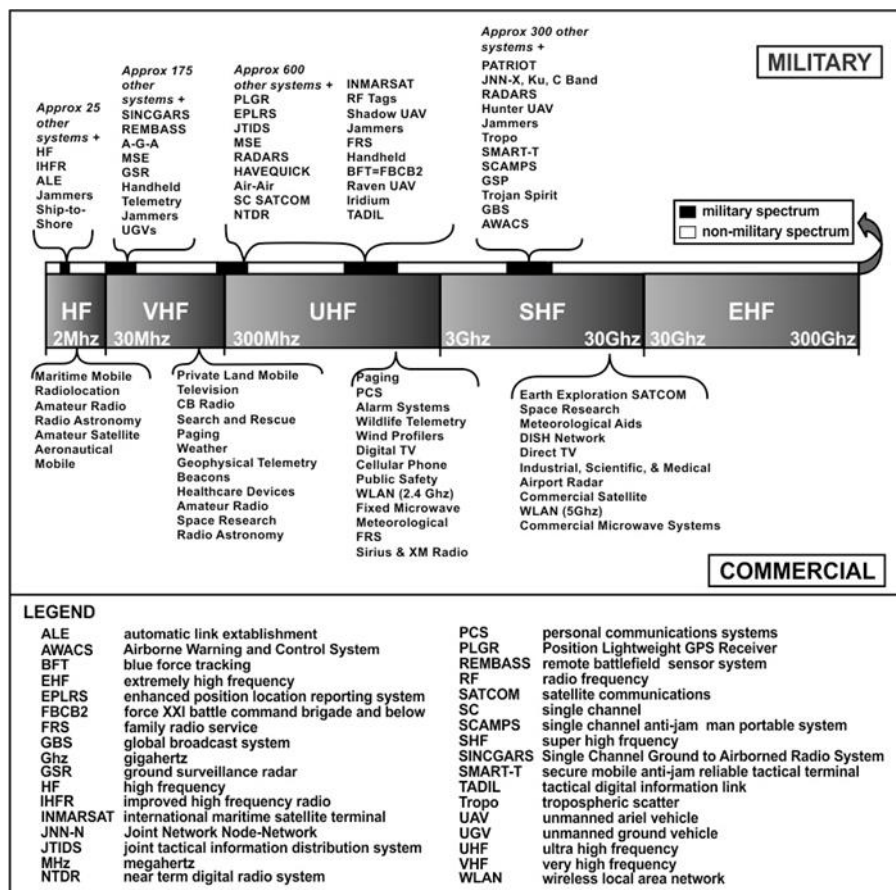 MILITARY
Approx 25
other
systems +
HF
IHFR
ALE
Jammers
Ship-to-
Shore
Approx 175
other
systems +
SINCGARS
REMBASS
A-G-A
MSE
GSR
Handheld
Telemetry
Jammers
UGVs
Approx 600
other systems +
PLGR
EPLRS
JTIDS
MSE
RADARS
HAVEQUICK
Air-Air
SC SATCOM
NTDR
INMARSAT
RF Tags
Shadow UAV
Jammers
FRS
Handheld
BFT=FBCB2
Raven UAV
Iridium
TADIL
Approx 300 other
systems +
PATRIOT
JNN-X, Ku, C Band
RADARS
Hunter UAV
Jammers
Tropo
SMART-T
SCAMPS
GSP
Trojan Spirit
GBS
AWACS
military spectrum
non-military spectrum
HF
VHF
UHF
SHF
EHF
2Mhz
30Mhz
300Mhz
3Ghz
30Ghz
30Ghz
300Ghz
Maritime Mobile
Radiolocation
Amateur Radio
Radio Astronomy
Amateur Satellite
Aeronautical
Mobile
Private Land Mobile
Television
CB Radio
Search and Rescue
Paging
Weather
Geophysical Telemetry
Beacons
Healthcare Devices
Amateur Radio
Space Research
Radio Astronomy
Paging
PCS
Alarm Systems
Wildlife Telemetry
Wind Profilers
Digital TV
Cellular Phone
Public Safety
WLAN (2.4 Ghz)
Fixed Microwave
Meteorological
FRS
Sirius & XM Radio
Earth Exploration SATCOM
Space Research
Meteorological Aids
DISH Network
Direct TV
Industrial, Scientific, & Medical
Airport Radar
Commercial Satellite
WLAN (5Ghz)
Commercial Microwave Systems
COMMERCIAL
LEGEND
ALE automatic link extablishment
AWACS Airborne Warning and Control System
BFT blue force tracking
EHF extremely high frequency
EPLRS enhanced position location reporting system
FBCB2 force XXI battle command brigade and below
FRS family radio service
GBS global broadcast system
Ghz gigahertz
GSR ground surveillance radar
HF high frequency
IHFR improved high frequency radio
INMARSAT international maritime satellite terminal
JNN-N Joint Network Node-Network
JTIDS joint tactical information distribution system
MHz megahertz
NTDR near term digital radio system
PCS personal communications systems
PLGR Position Lightweight GPS Receiver
REMBASS remote battlefield sensor system
RF radio frequency
SATCOM satellite communications
SC single channel
SCAMPS single channel anti-jam man portable system
SHF super high frquency
SINCGARS Single Channel Ground to Airborned Radio System
SMART-T secure mobile anti-jam reliable tactical terminal
TADIL tactical digital information link
Tropo tropospheric scatter
UAV unmanned ariel vehicle
UGV unmanned ground vehicle
UHF ultra high frequency
VHF very high frequency
WLAN wireless local area network